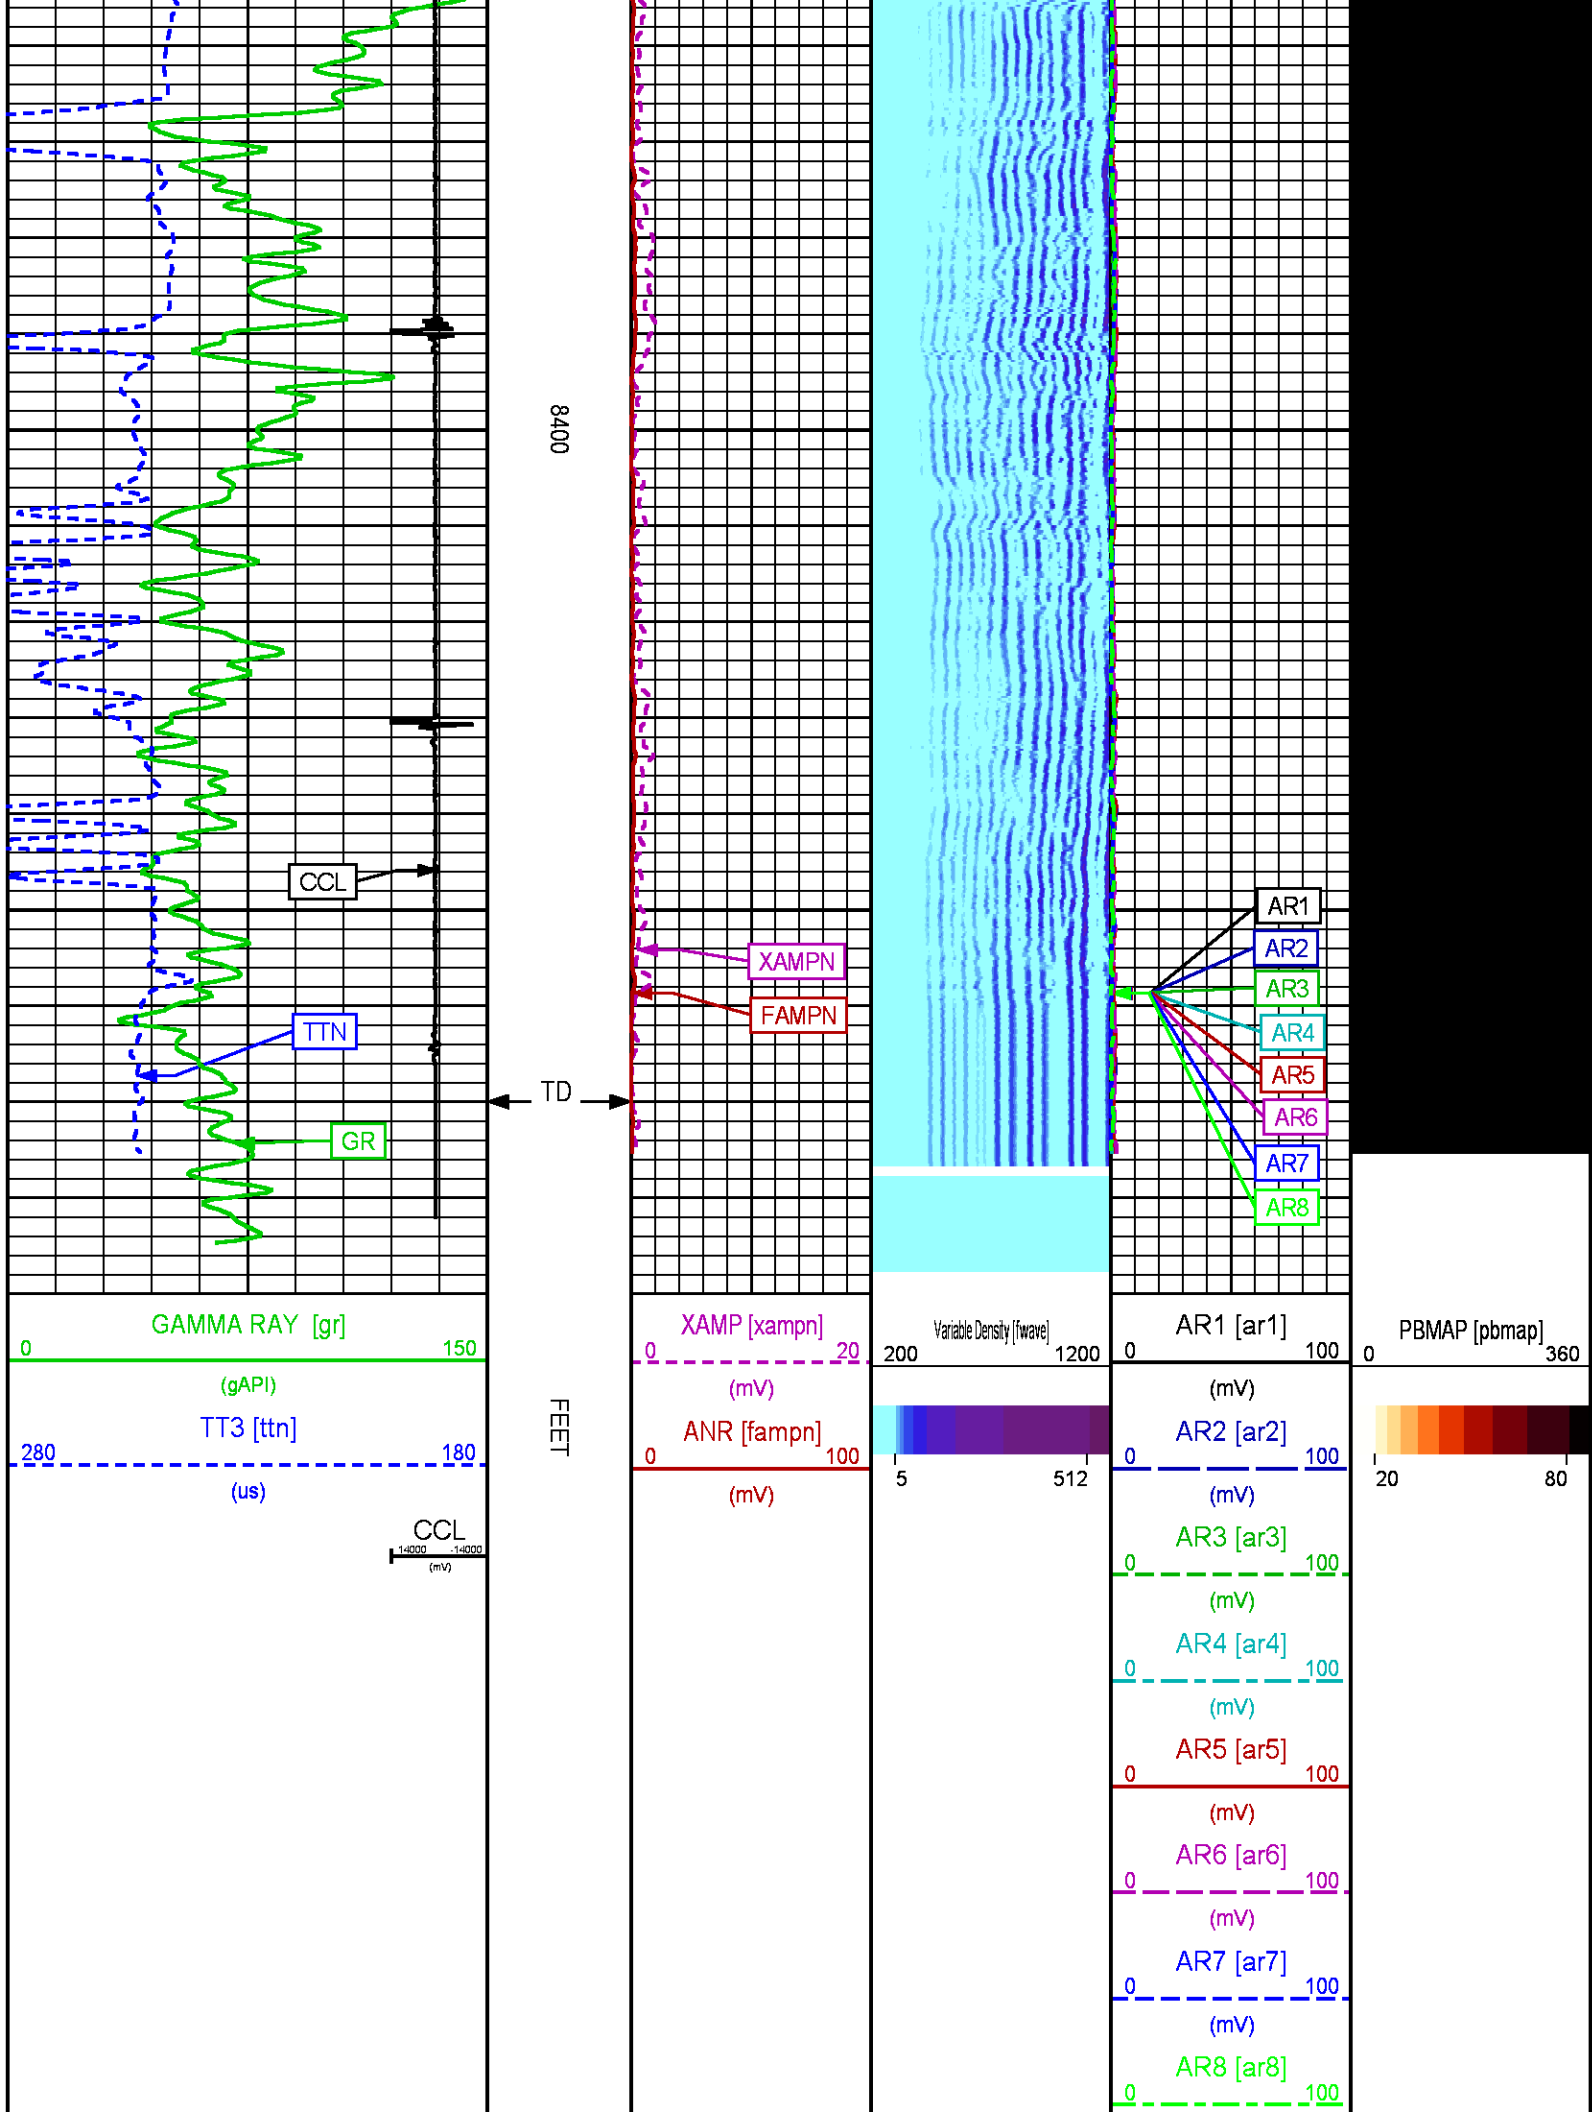 8400
CCL
AR1
AR2
XAMPN
AR3
FAMPN
TTN
AR4
AR5
TD
AR6
GR
AR7
AR8
GAMMA RAY [gr]
0 150
(gAPI)
TT3 [ttn]
280 180
(us)
CCL
14000 -14000
(mV)
FEET
XAMP [xampn]
0 20
(mV)
ANR [fampn]
0 100
(mV)
Variable Density [fwave]
200 1200
5 512
AR1 [ar1]
0 100
(mV)
AR2 [ar2]
0 100
(mV)
AR3 [ar3]
0 100
(mV)
AR4 [ar4]
0 100
(mV)
AR5 [ar5]
0 100
(mV)
AR6 [ar6]
0 100
(mV)
AR7 [ar7]
0 100
(mV)
AR8 [ar8]
0 100
PBMAP [pbmap]
0 360
20 80